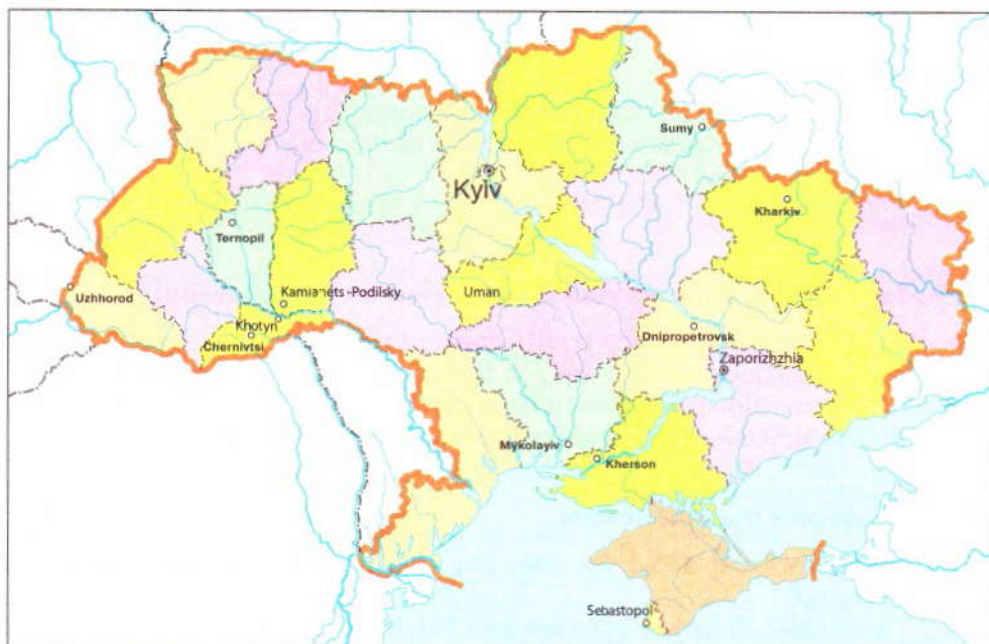 Sumy
Kyiv
Kharkiv
Ternopil
Uzhhorod
Kamianets -Podilsky
Uman
Khotyn
Chernivtsi
Dnipropetrovsk
Zaporizhzhia
Mykolayiv
Kherson
Sebastopol